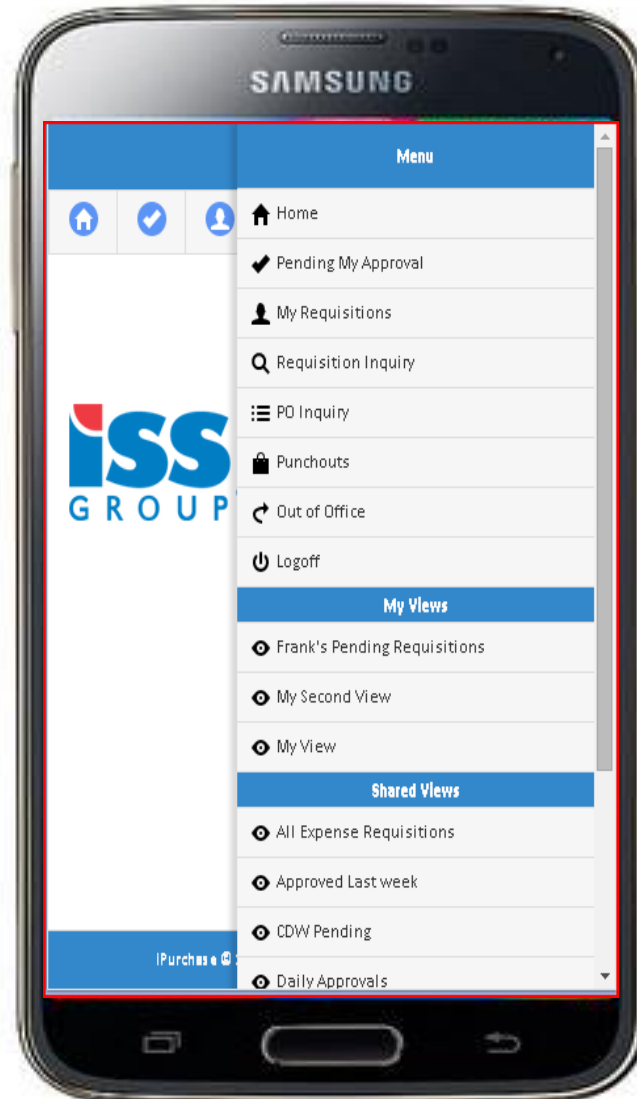 SAMSUNG
Menu
Home
Pending My Approval
My Requisitions
Requisition Inquiry
PO Inquiry
Punchouts
Out of Office
Logoff
My Views
Frank's Pending Requisitions
My Second View
My View
Shared Views
All Expense Requisitions
Approved Last week
CDW Pending
Daily Approvals
iss
GROUP
iPurchase ©